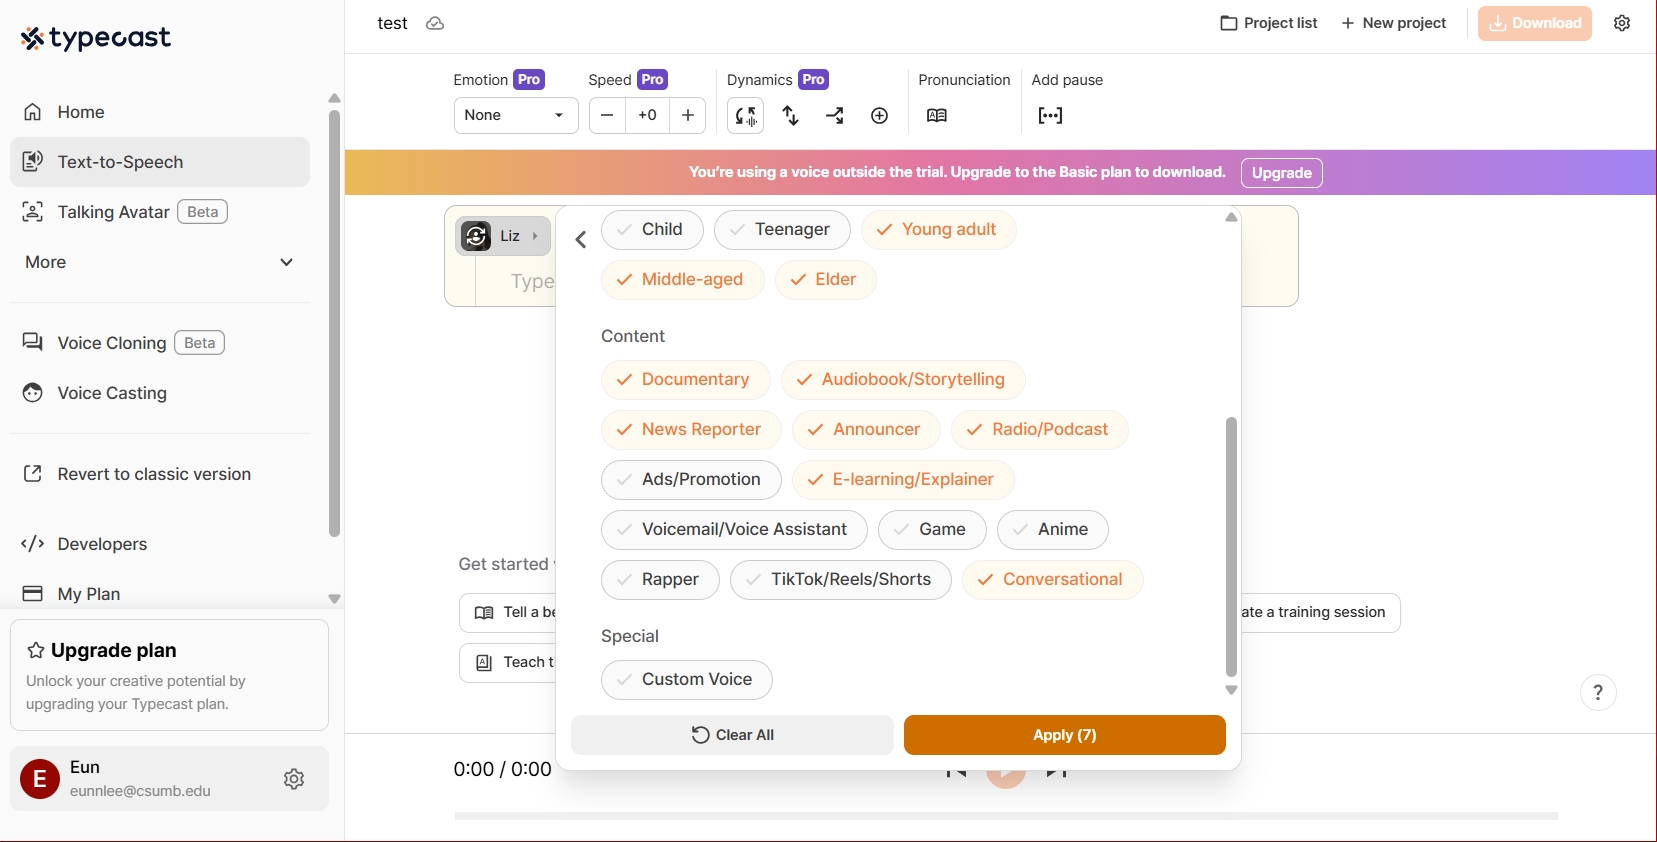 typecast
Home
Text-to-Speech
Talking Avatar Beta
More
Voice Cloning Beta
Voice Casting
Revert to classic version
Developers
My Plan
Upgrade plan
Unlock your creative potential by
upgrading your Typecast plan.
E
Eun
eunnlee@csumb.edu
test
Project list
New project
Download
Emotion Pro
Speed Pro
Dynamics Pro
Pronunciation
Add pause
None
+0
You're using a voice outside the trial. Upgrade to the Basic plan to download.
Upgrade
Liz
Type
Child
Teenager
Young adult
Middle-aged
Elder
Content
Documentary
Audiobook/Storytelling
News Reporter
Announcer
Radio/Podcast
Ads/Promotion
E-learning/Explainer
Voicemail/Voice Assistant
Game
Anime
Rapper
TikTok/Reels/Shorts
Conversational
Special
Custom Voice
Clear All
Apply (7)
Get started
Tell a be
ate a training session
Teach t
?
0:00 / 0:00